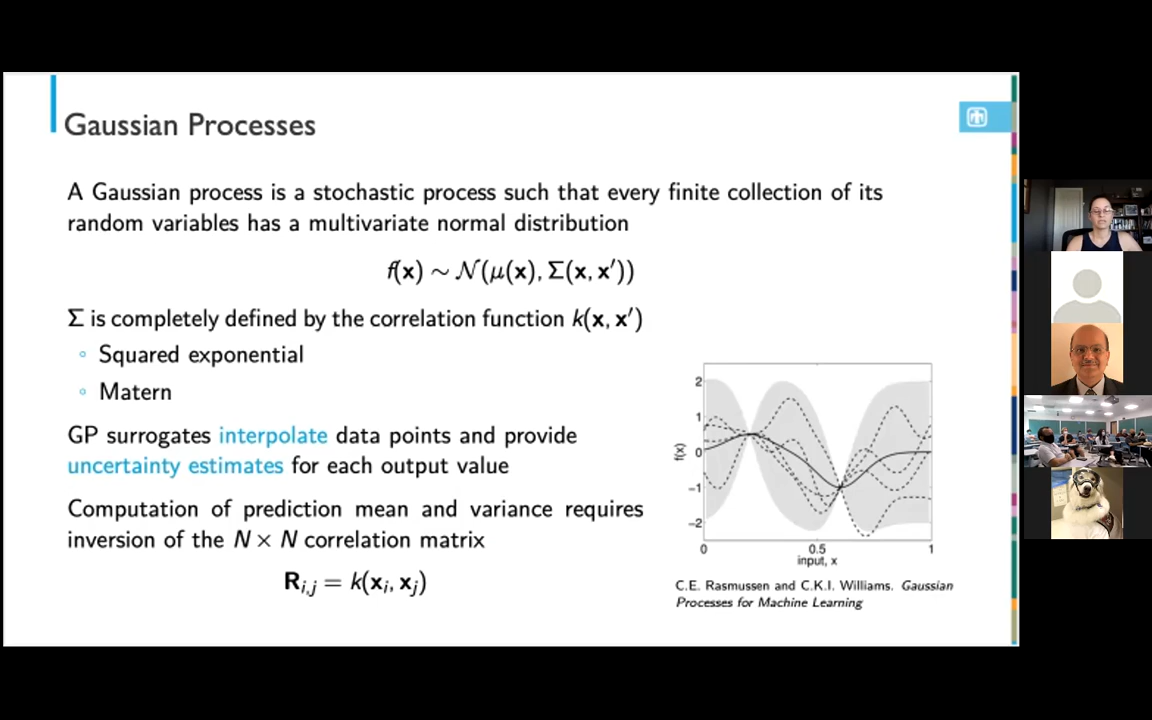 Gaussian Processes
A Gaussian process is a stochastic process such that every finite collection of its
random variables has a multivariate normal distribution
f(x) ~ 𝒩(μ(x), Σ(x, x′))
Σ is completely defined by the correlation function k(x, x′)
◦ Squared exponential
◦ Matern
GP surrogates interpolate data points and provide
uncertainty estimates for each output value
Computation of prediction mean and variance requires
inversion of the N × N correlation matrix
R_{i,j} = k(x_i, x_j)
2
1
0
−1
−2
f(x)
0 0.5 1
input, x
C.E. Rasmussen and C.K.I. Williams. Gaussian
Processes for Machine Learning